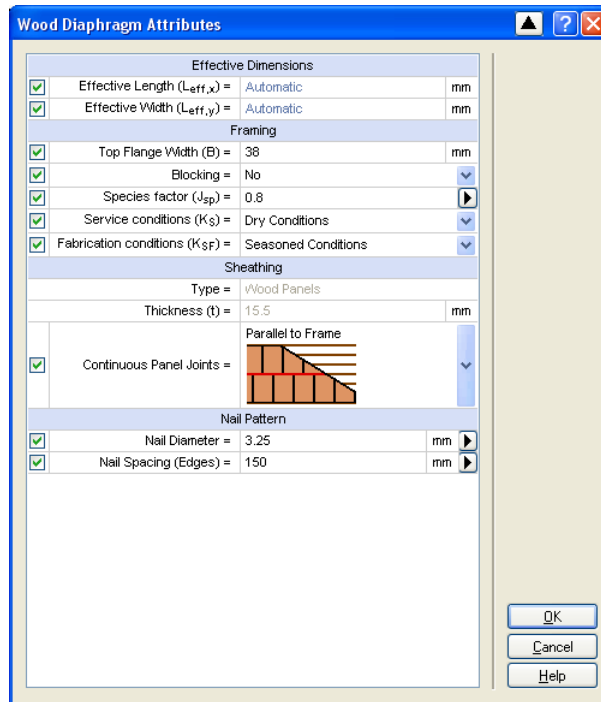 Wood Diaphragm Attributes
Effective Dimensions
Effective Length (Leff,x) = Automatic mm
Effective Width (Leff,y) = Automatic mm
Framing
Top Flange Width (B) = 38 mm
Blocking = No
Species factor (Jsp) = 0.8
Service conditions (KS) = Dry Conditions
Fabrication conditions (KSF) = Seasoned Conditions
Sheathing
Type = Wood Panels
Thickness (t) = 15.5 mm
Parallel to Frame
Continuous Panel Joints =
Nail Pattern
Nail Diameter = 3.25 mm
Nail Spacing (Edges) = 150 mm
OK
Cancel
Help